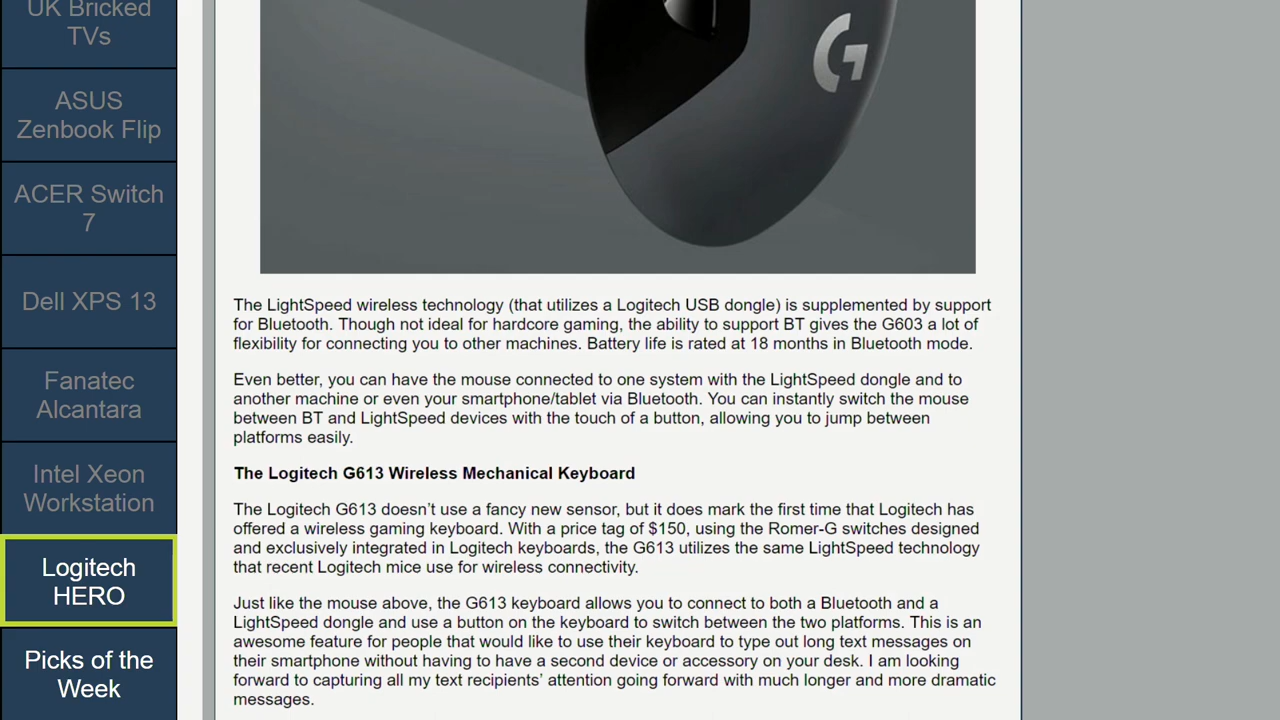 UK Bricked
TVs
ASUS
Zenbook Flip
ACER Switch
7
Dell XPS 13
Fanatec
Alcantara
Intel Xeon
Workstation
Logitech
HERO
Picks of the
Week
G
The LightSpeed wireless technology (that utilizes a Logitech USB dongle) is supplemented by support
for Bluetooth. Though not ideal for hardcore gaming, the ability to support BT gives the G603 a lot of
flexibility for connecting you to other machines. Battery life is rated at 18 months in Bluetooth mode.
Even better, you can have the mouse connected to one system with the LightSpeed dongle and to
another machine or even your smartphone/tablet via Bluetooth. You can instantly switch the mouse
between BT and LightSpeed devices with the touch of a button, allowing you to jump between
platforms easily.
The Logitech G613 Wireless Mechanical Keyboard
The Logitech G613 doesn’t use a fancy new sensor, but it does mark the first time that Logitech has
offered a wireless gaming keyboard. With a price tag of $150, using the Romer-G switches designed
and exclusively integrated in Logitech keyboards, the G613 utilizes the same LightSpeed technology
that recent Logitech mice use for wireless connectivity.
Just like the mouse above, the G613 keyboard allows you to connect to both a Bluetooth and a
LightSpeed dongle and use a button on the keyboard to switch between the two platforms. This is an
awesome feature for people that would like to use their keyboard to type out long text messages on
their smartphone without having to have a second device or accessory on your desk. I am looking
forward to capturing all my text recipients’ attention going forward with much longer and more dramatic
messages.